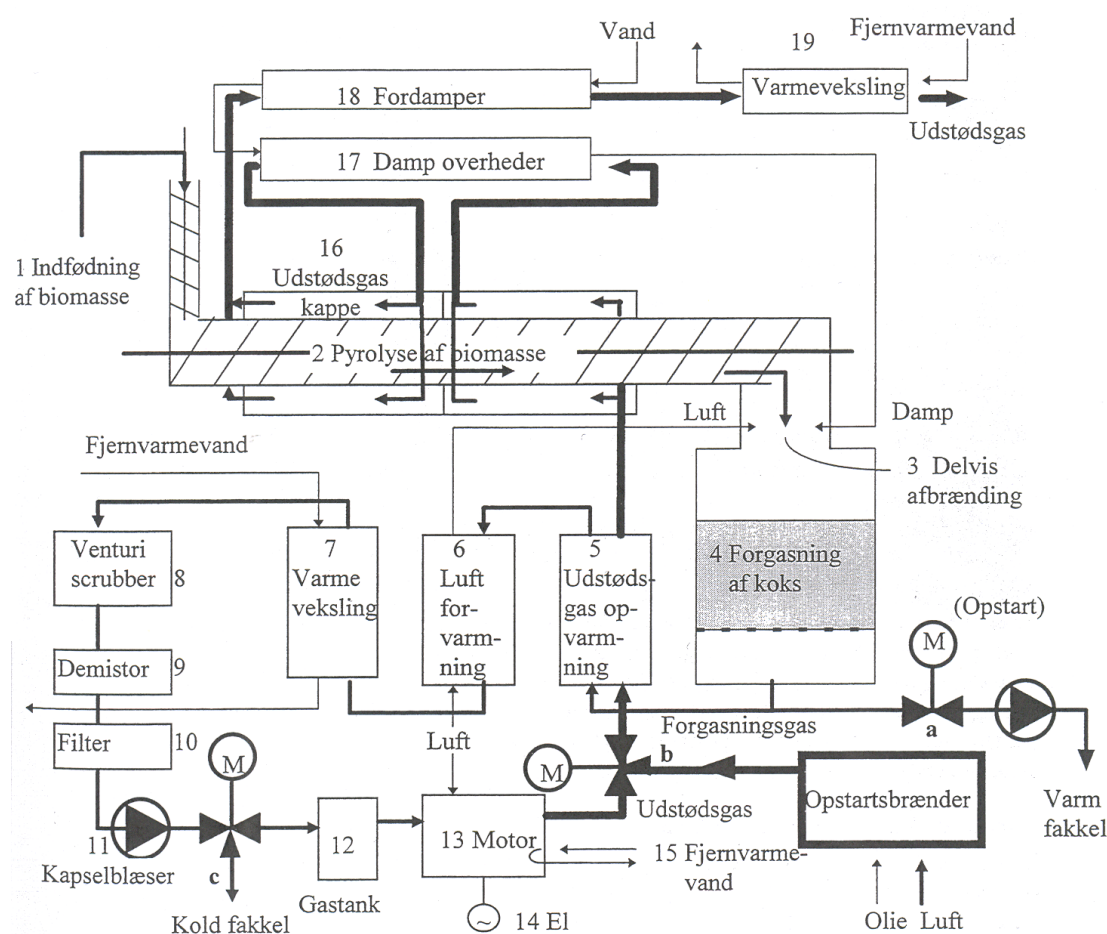 Vand
19
Fjernvarmevand
18 Fordamper
Varmeveksling
Udstødsgas
17 Damp overheder
16
Udstødsgas
kappe
1 Indfødning
af biomasse
2 Pyrolyse af biomasse
Luft
Damp
Fjernvarmevand
3 Delvis
afbrænding
Venturi
scrubber
8
7
Varme
veksling
6
Luft
for-
varm-
ning
5
Udstøds-
gas op-
varm-
ning
4 Forgasning
af koks
(Opstart)
M
Demistor
9
Forgasningsgas
a
Filter
10
M
Luft
M
b
Udstødsgas
Opstartsbrænder
Varm
fakkel
11
Kapselblæser
c
Kold fakkel
12
Gastank
13 Motor
15 Fjernvarme-
vand
~
14 El
Olie Luft